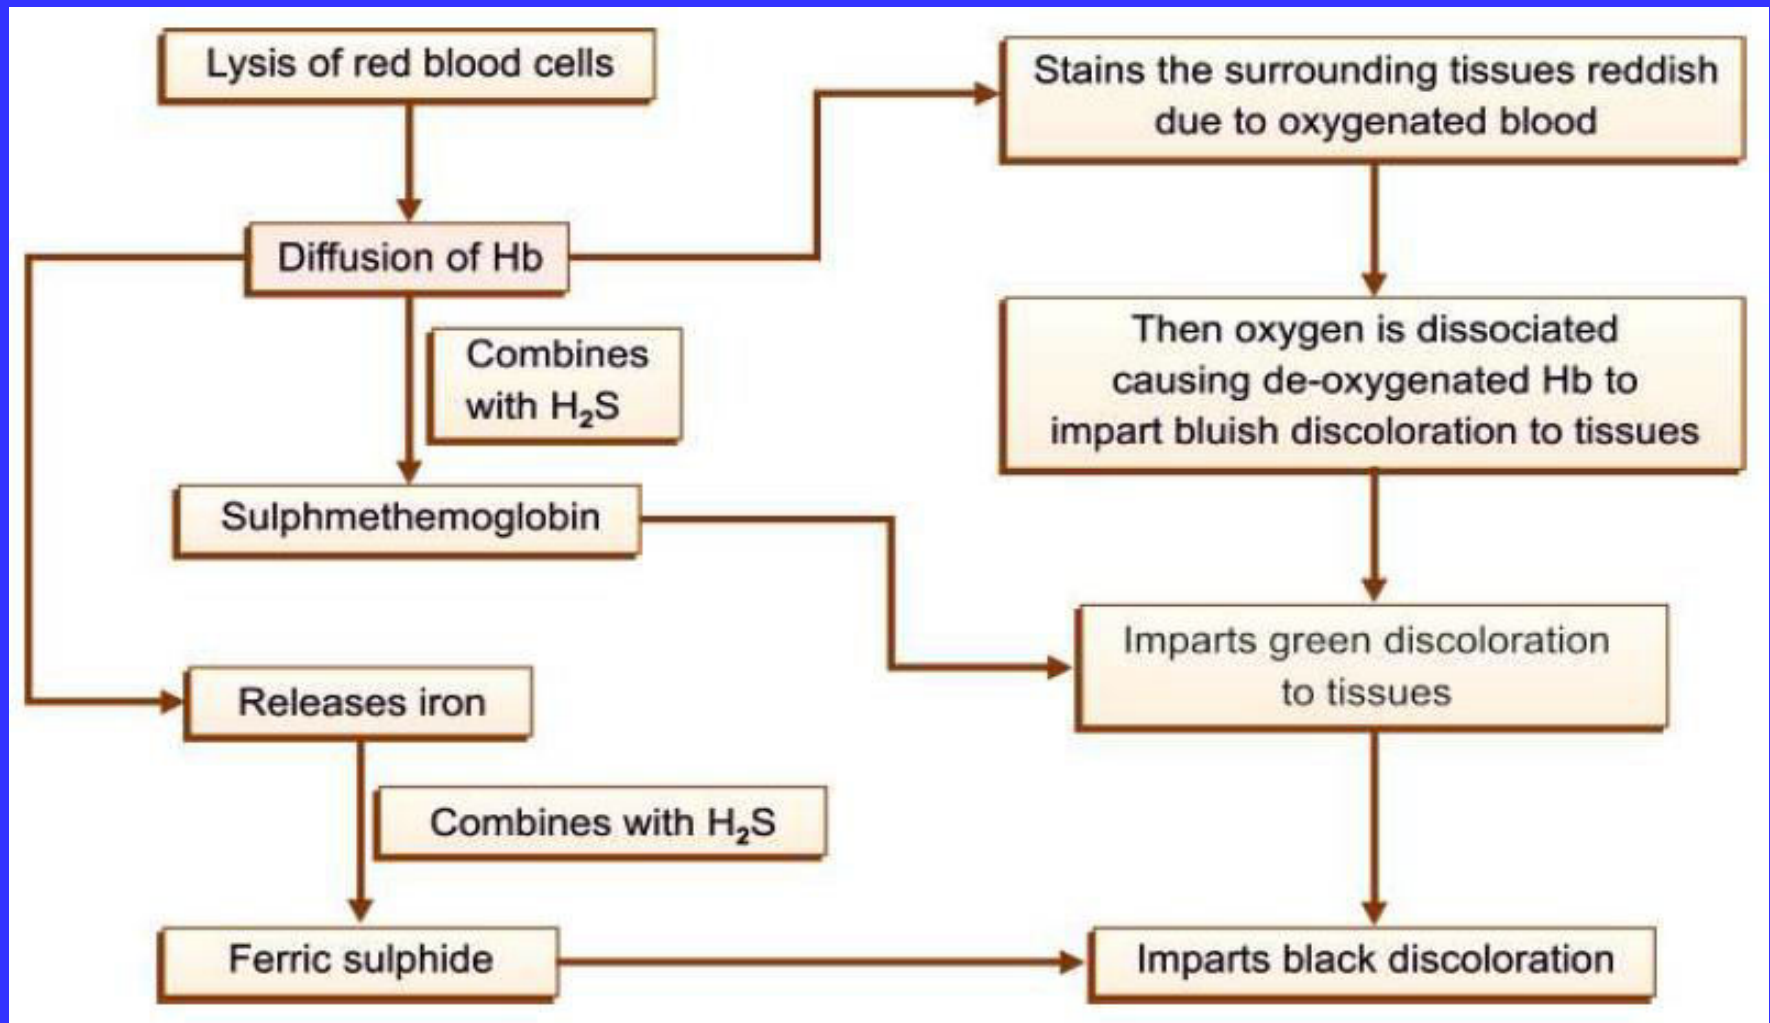 Lysis of red blood cells
Diffusion of Hb
Combines
with H₂S
Sulphmethemoglobin
Releases iron
Combines with H₂S
Ferric sulphide
Stains the surrounding tissues reddish
due to oxygenated blood
Then oxygen is dissociated
causing de-oxygenated Hb to
impart bluish discoloration to tissues
Imparts green discoloration
to tissues
Imparts black discoloration